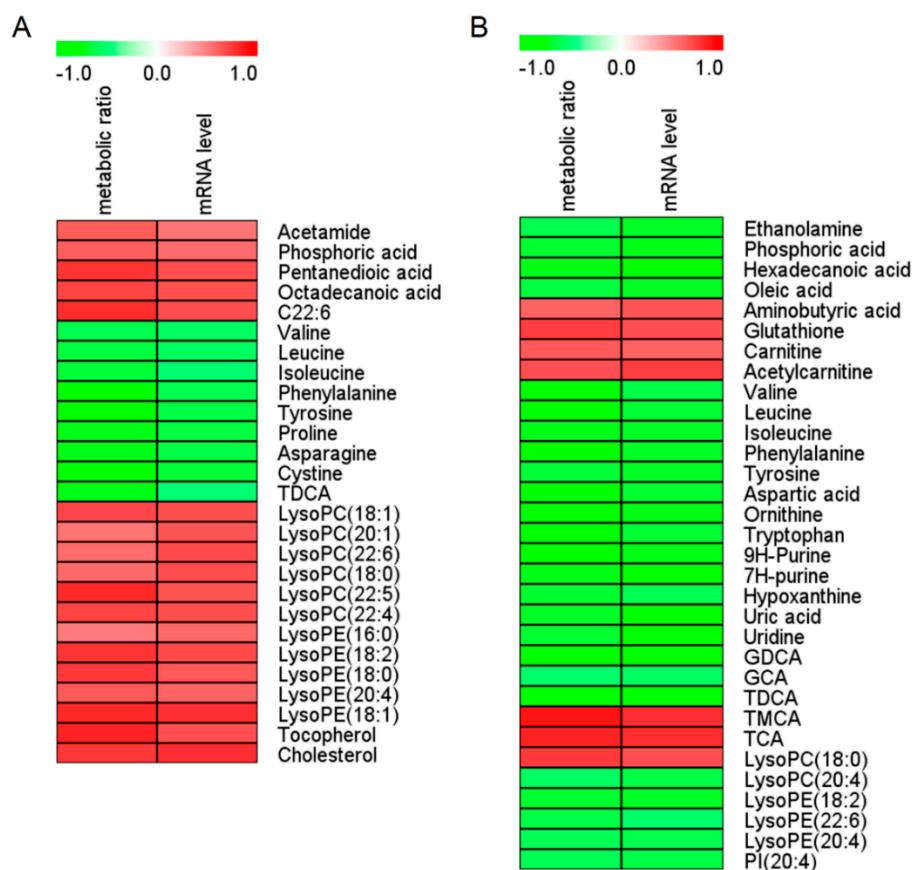 A
-1.0 0.0 1.0
metabolic ratio
mRNA level
Acetamide
Phosphoric acid
Pentanedioic acid
Octadecanoic acid
C22:6
Valine
Leucine
Isoleucine
Phenylalanine
Tyrosine
Proline
Asparagine
Cystine
TDCA
LysoPC(18:1)
LysoPC(20:1)
LysoPC(22:6)
LysoPC(18:0)
LysoPC(22:5)
LysoPC(22:4)
LysoPE(16:0)
LysoPE(18:2)
LysoPE(18:0)
LysoPE(20:4)
LysoPE(18:1)
Tocopherol
Cholesterol
B
-1.0 0.0 1.0
metabolic ratio
mRNA level
Ethanolamine
Phosphoric acid
Hexadecanoic acid
Oleic acid
Aminobutyric acid
Glutathione
Carnitine
Acetylcarnitine
Valine
Leucine
Isoleucine
Phenylalanine
Tyrosine
Aspartic acid
Ornithine
Tryptophan
9H-Purine
7H-purine
Hypoxanthine
Uric acid
Uridine
GDCA
GCA
TDCA
TMCA
TCA
LysoPC(18:0)
LysoPC(20:4)
LysoPE(18:2)
LysoPE(22:6)
LysoPE(20:4)
PI(20:4)